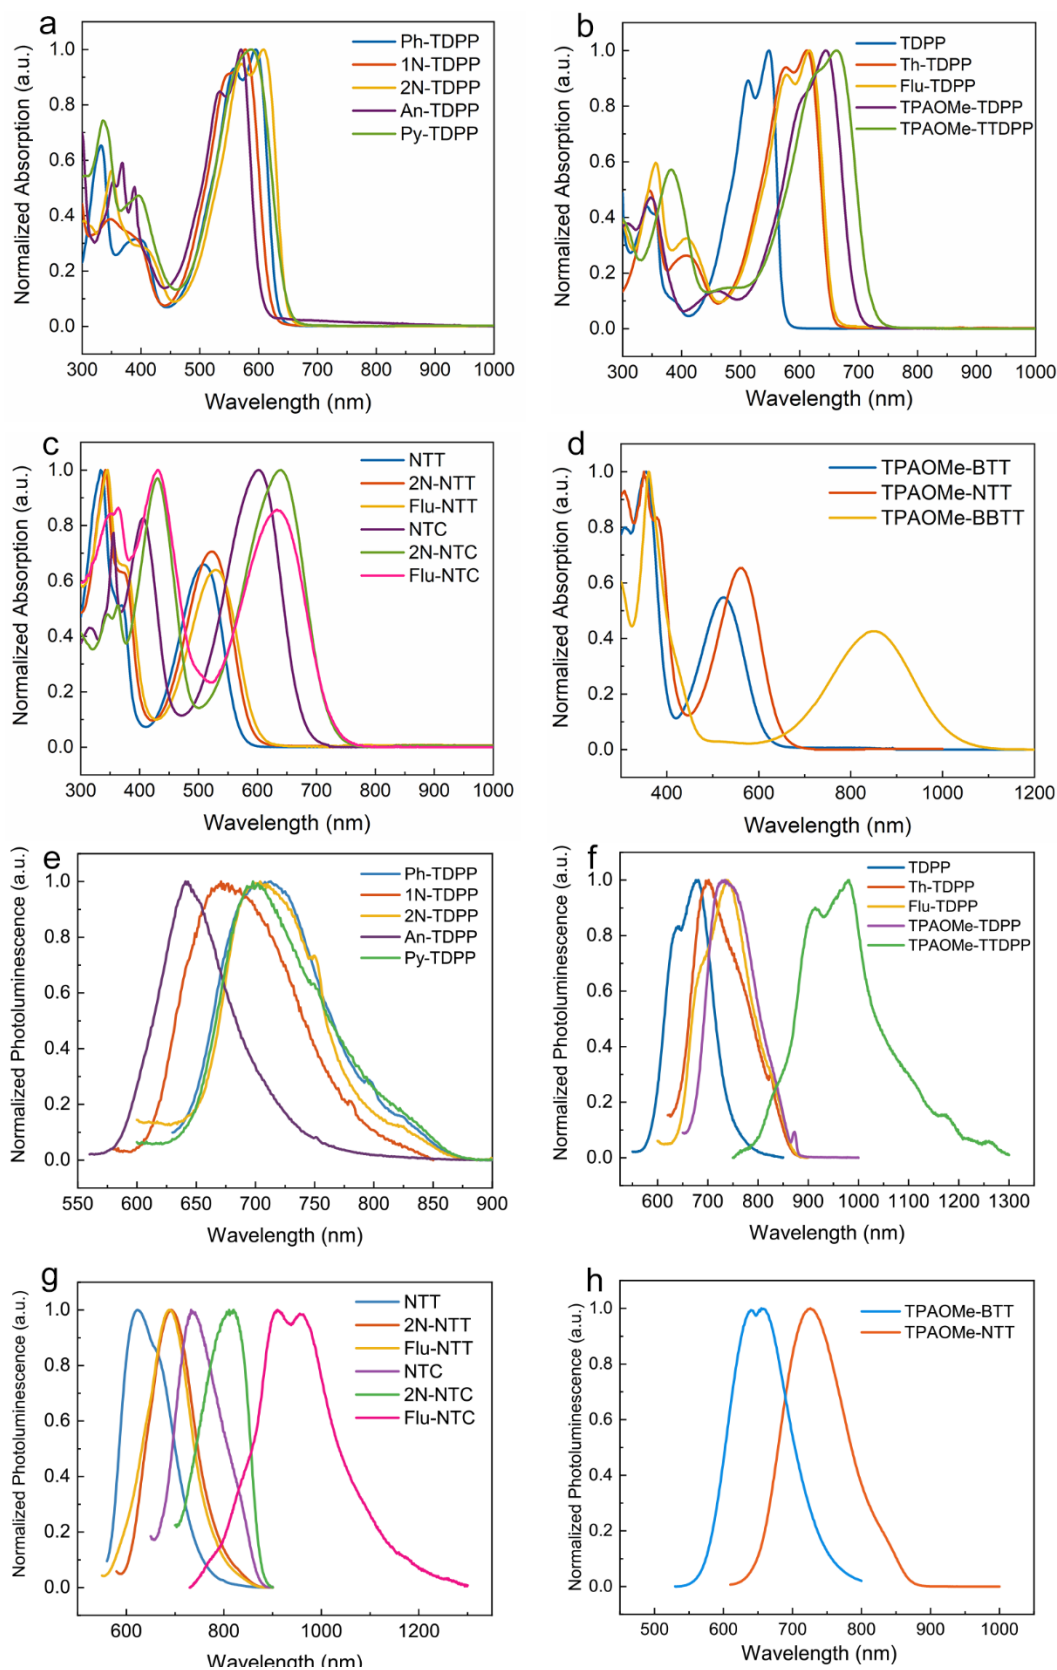 a
Normalized Absorption (a.u.)
1.0
0.8
0.6
0.4
0.2
0.0
Ph-TDPP
1N-TDPP
2N-TDPP
An-TDPP
Py-TDPP
300 400 500 600 700 800 900 1000
Wavelength (nm)
b
Normalized Absorption (a.u.)
1.0
0.8
0.6
0.4
0.2
0.0
TDPP
Th-TDPP
Flu-TDPP
TPAOMe-TDPP
TPAOMe-TTDPP
300 400 500 600 700 800 900 1000
Wavelength (nm)
c
Normalized Absorption (a.u.)
1.0
0.8
0.6
0.4
0.2
0.0
NTT
2N-NTT
Flu-NTT
NTC
2N-NTC
Flu-NTC
300 400 500 600 700 800 900 1000
Wavelength (nm)
d
Normalized Absorption (a.u.)
1.0
0.8
0.6
0.4
0.2
0.0
TPAOMe-BTT
TPAOMe-NTT
TPAOMe-BBTT
400 600 800 1000 1200
Wavelength (nm)
e
Normalized Photoluminescence (a.u.)
1.0
0.8
0.6
0.4
0.2
0.0
Ph-TDPP
1N-TDPP
2N-TDPP
An-TDPP
Py-TDPP
550 600 650 700 750 800 850 900
Wavelength (nm)
f
Normalized Photoluminescence (a.u.)
1.0
0.8
0.6
0.4
0.2
0.0
TDPP
Th-TDPP
Flu-TDPP
TPAOMe-TDPP
TPAOMe-TTDPP
600 700 800 900 1000 1100 1200 1300
Wavelength (nm)
g
Normalized Photoluminescence (a.u.)
1.0
0.8
0.6
0.4
0.2
0.0
NTT
2N-NTT
Flu-NTT
NTC
2N-NTC
Flu-NTC
600 800 1000 1200
Wavelength (nm)
h
Normalized Photoluminescence (a.u.)
1.0
0.8
0.6
0.4
0.2
0.0
TPAOMe-BTT
TPAOMe-NTT
500 600 700 800 900 1000
Wavelength (nm)